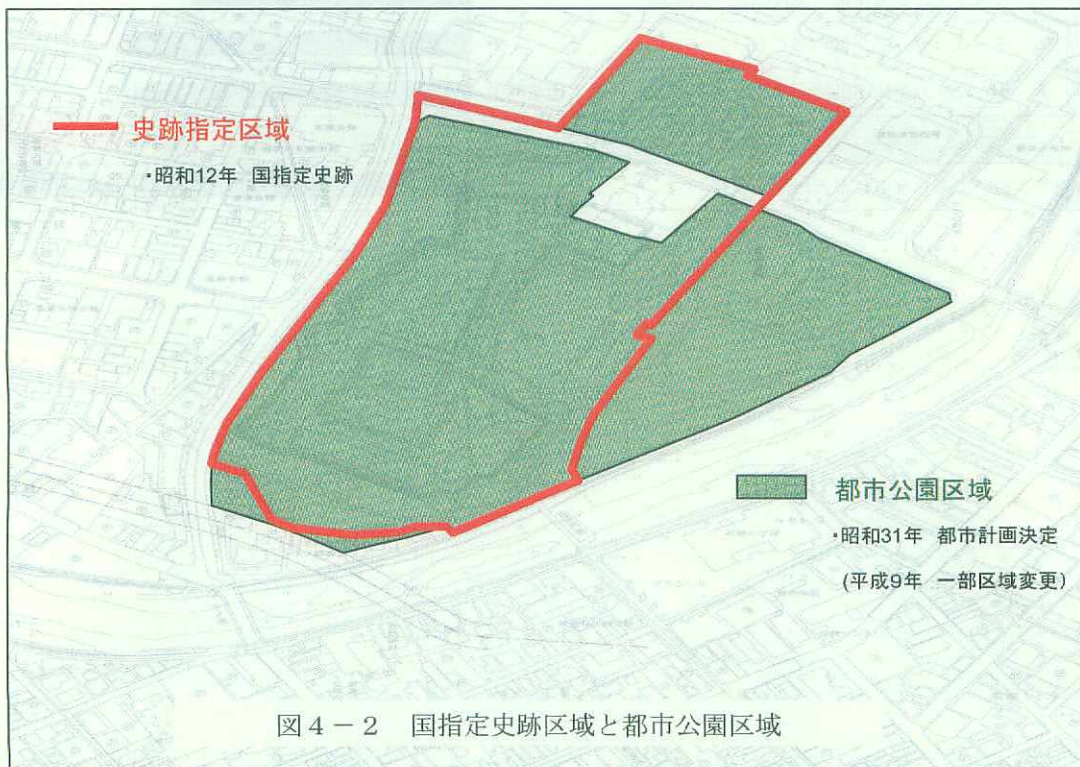 史跡指定区域
・昭和12年 国指定史跡
都市公園区域
・昭和31年 都市計画決定
(平成9年 一部区域変更)
図4－2 国指定史跡区域と都市公園区域